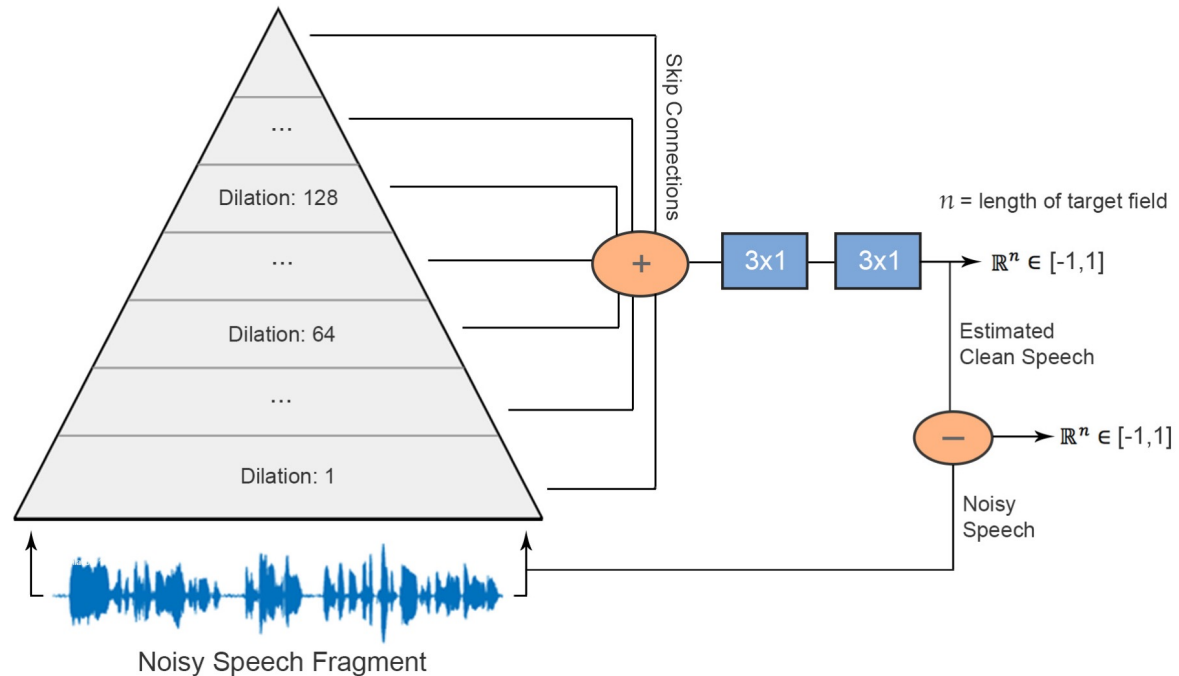 ...
Dilation: 128
...
Dilation: 64
...
Dilation: 1
Skip Connections
+
3x1
3x1
n = length of target field
ℝⁿ ∈ [-1,1]
Estimated
Clean Speech
−
ℝⁿ ∈ [-1,1]
Noisy
Speech
Noisy Speech Fragment